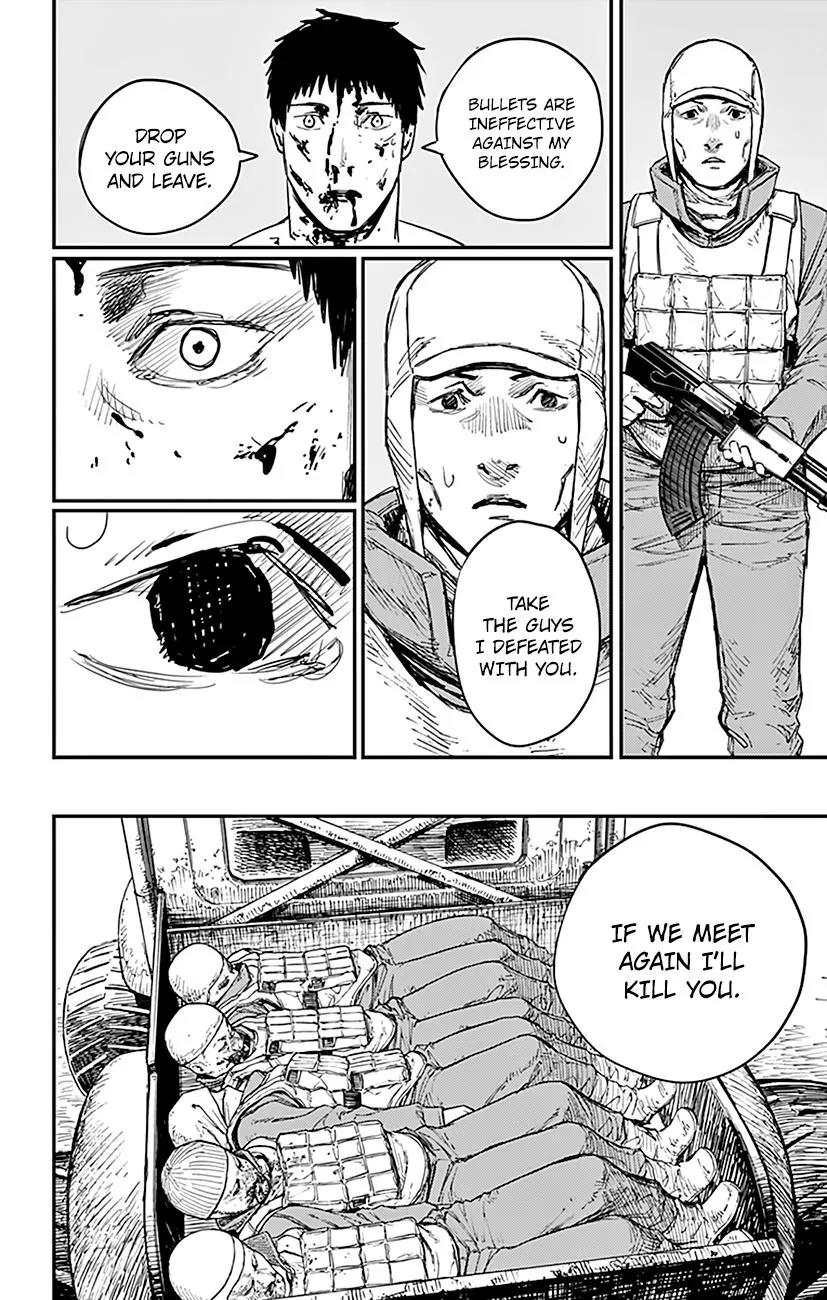 BULLETS ARE
INEFFECTIVE
AGAINST MY
BLESSING.
DROP
YOUR GUNS
AND LEAVE.
TAKE
THE GUYS
I DEFEATED
WITH YOU.
IF WE MEET
AGAIN I'LL
KILL YOU.